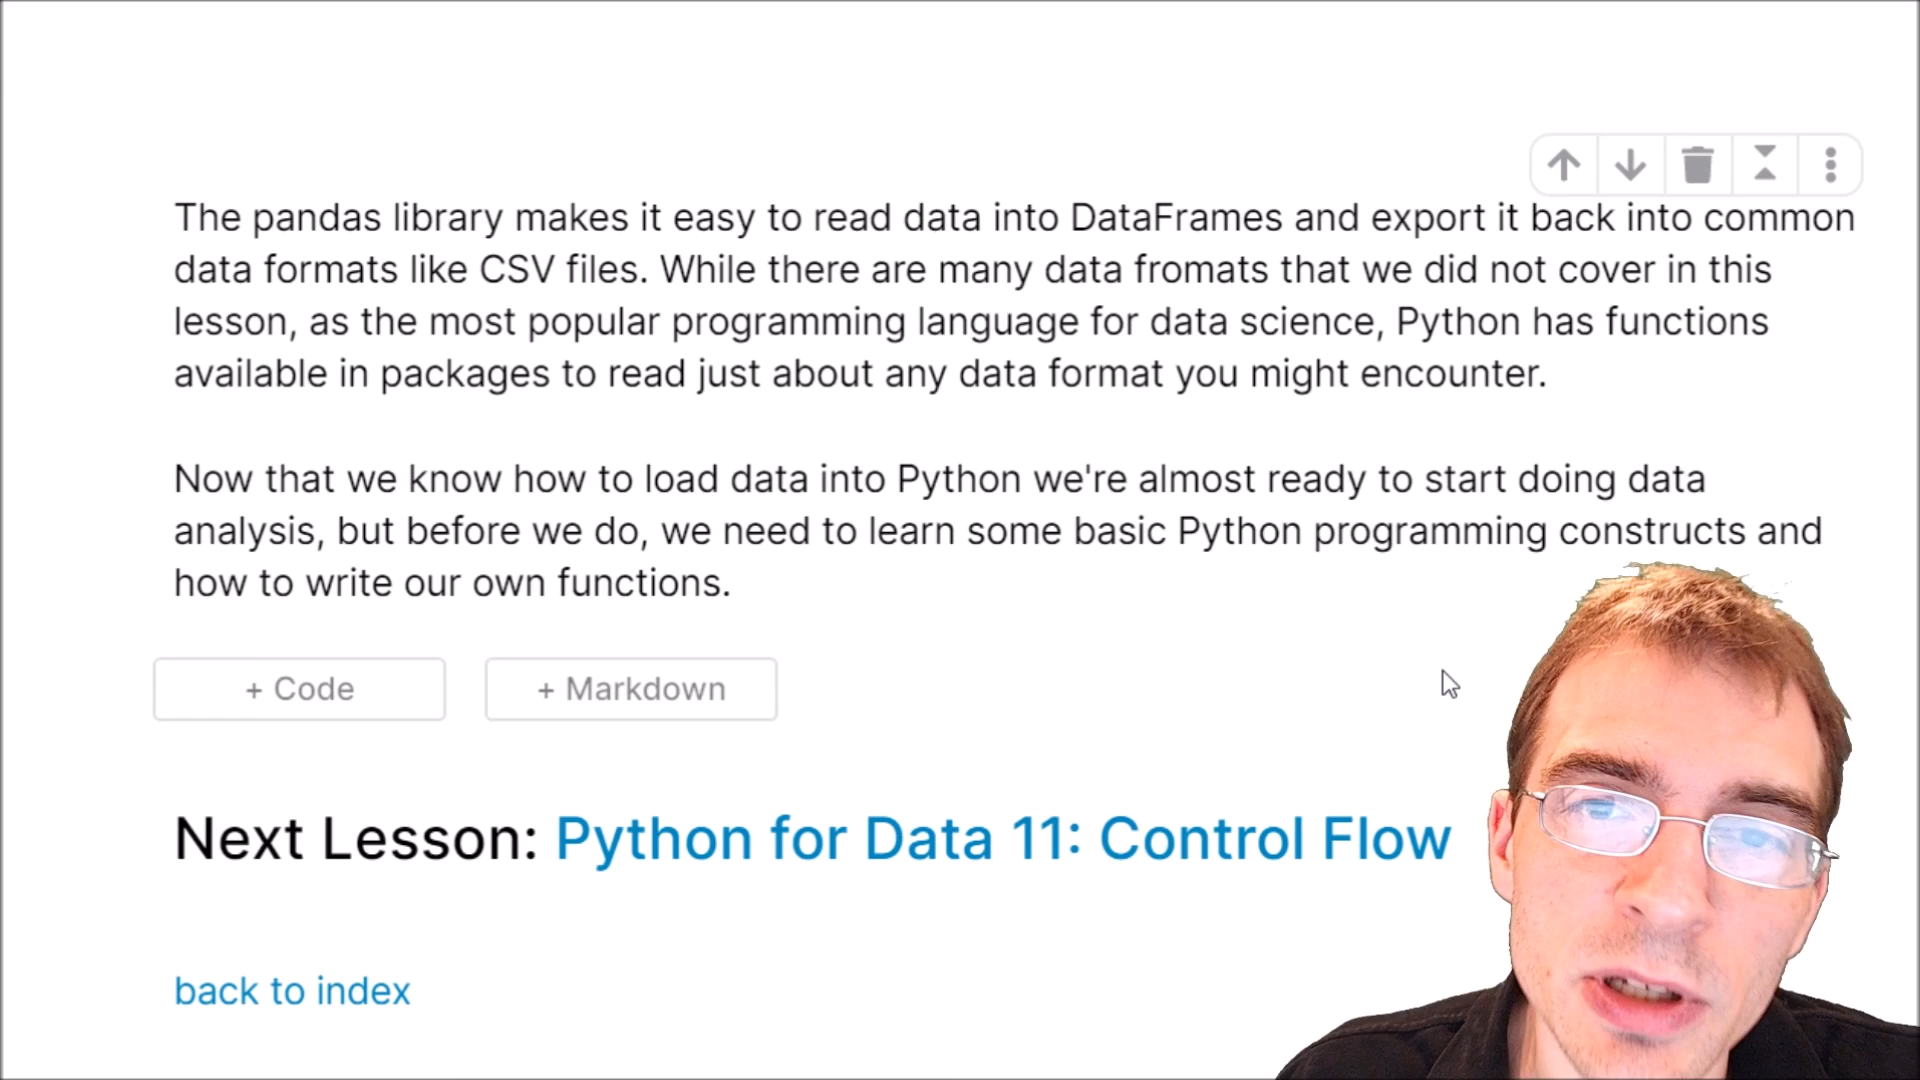 The pandas library makes it easy to read data into DataFrames and export it back into common
data formats like CSV files. While there are many data fromats that we did not cover in this
lesson, as the most popular programming language for data science, Python has functions
available in packages to read just about any data format you might encounter.
Now that we know how to load data into Python we're almost ready to start doing data
analysis, but before we do, we need to learn some basic Python programming constructs and
how to write our own functions.
+ Code + Markdown
Next Lesson: Python for Data 11: Control Flow
back to index